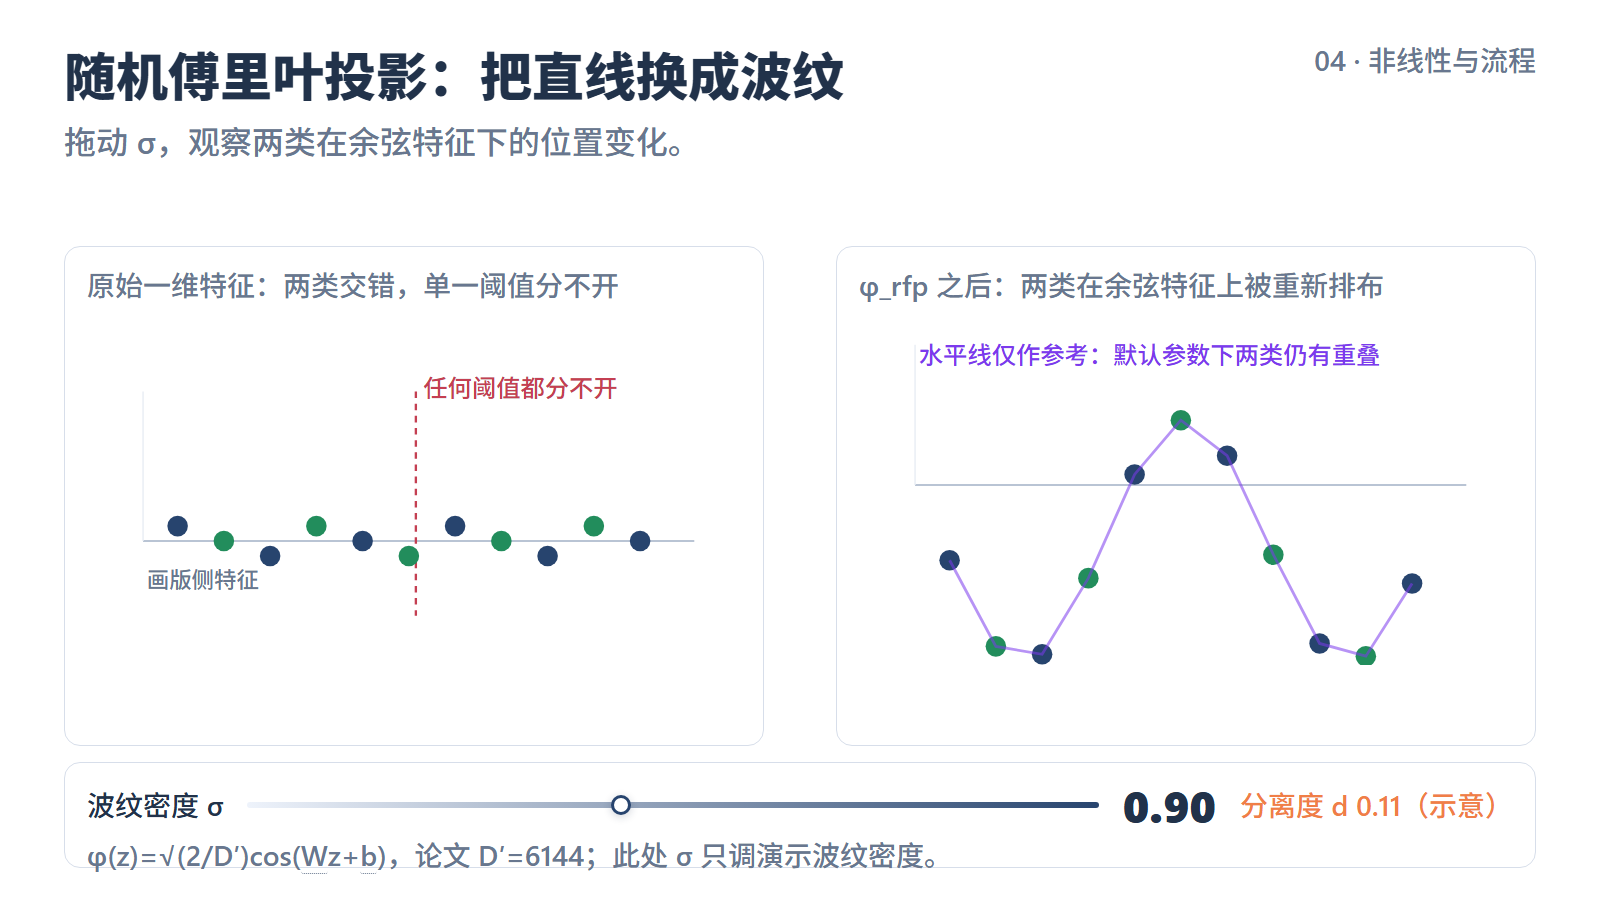 随机傅里叶投影：把直线换成波纹
04 · 非线性与流程
拖动 σ，观察两类在余弦特征下的位置变化。
原始一维特征：两类交错，单一阈值分不开
任何阈值都分不开
画版侧特征
φ_rfp 之后：两类在余弦特征上被重新排布
水平线仅作参考：默认参数下两类仍有重叠
波纹密度 σ
0.90
分离度 d 0.11（示意）
φ(z)=√(2/D′)cos(Wz+b)，论文 D′=6144；此处 σ 只调演示波纹密度。